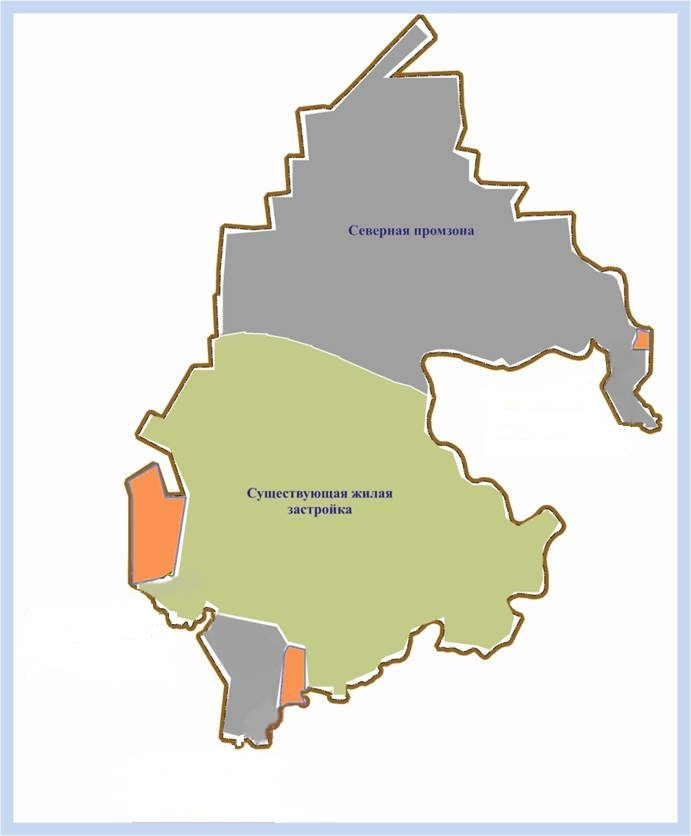 Северная промзона
Существующая жилая
застройка